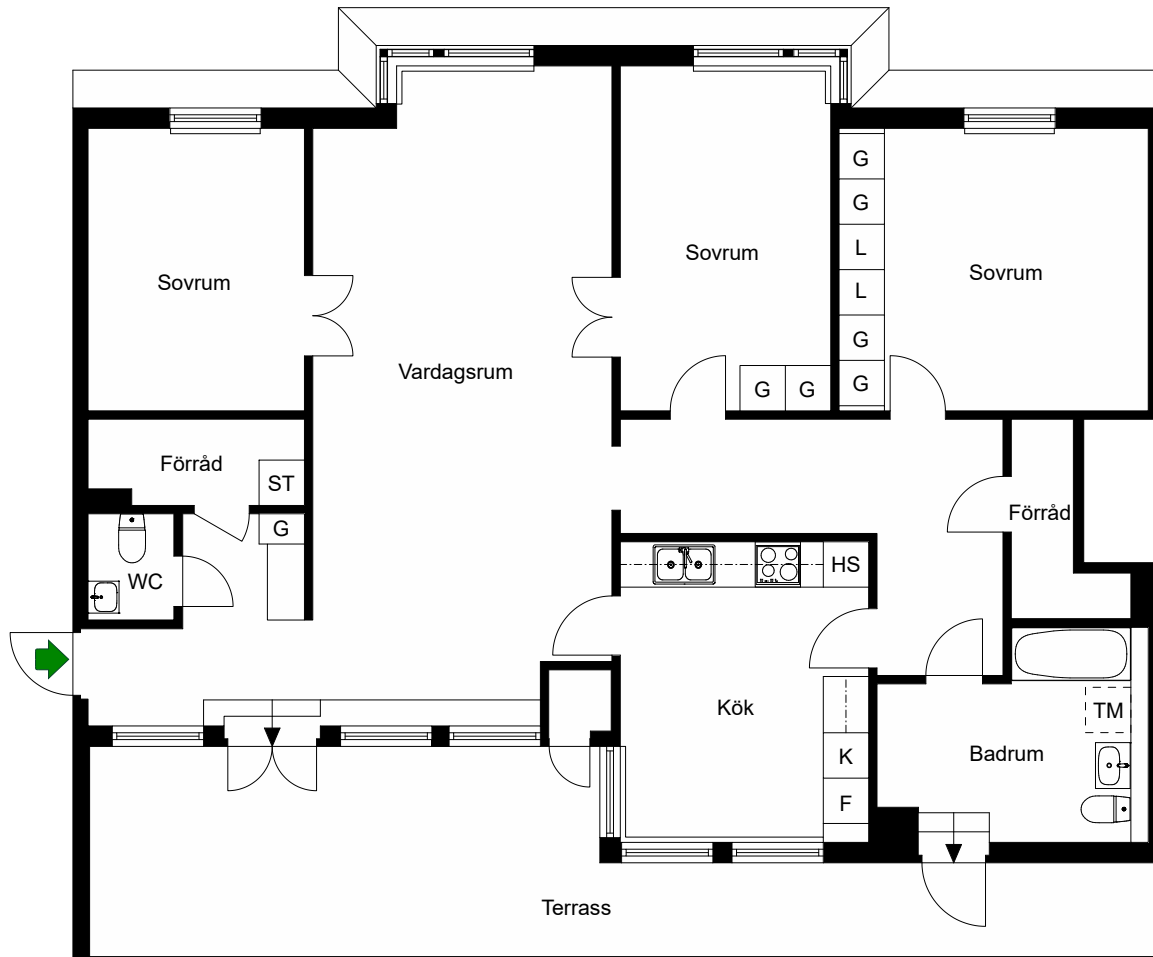 G
G
Sovrum
L
Sovrum
Sovrum
L
G
Vardagsrum
G
G
G
Förråd
ST
Förråd
G
HS
WC
Kök
TM
K
Badrum
F
Terrass